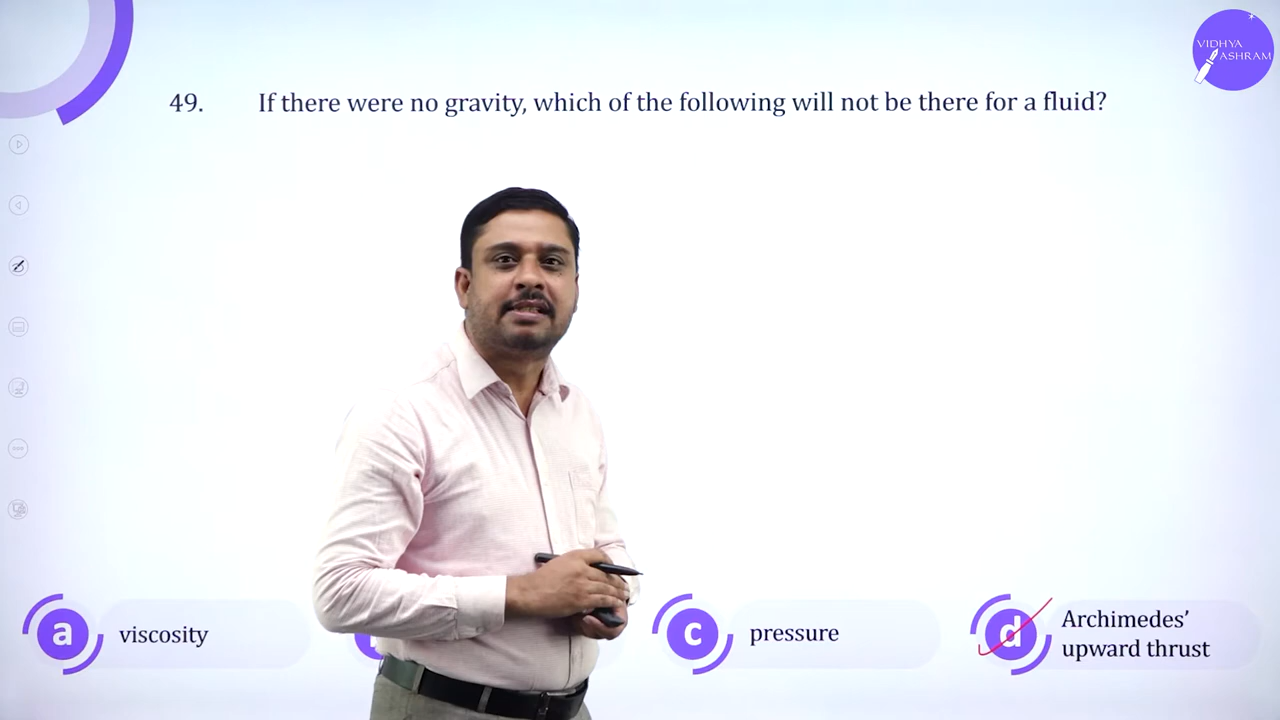 VIDHYA
ASHRAM
49. If there were no gravity, which of the following will not be there for a fluid?
a viscosity
c pressure
d Archimedes’
upward thrust